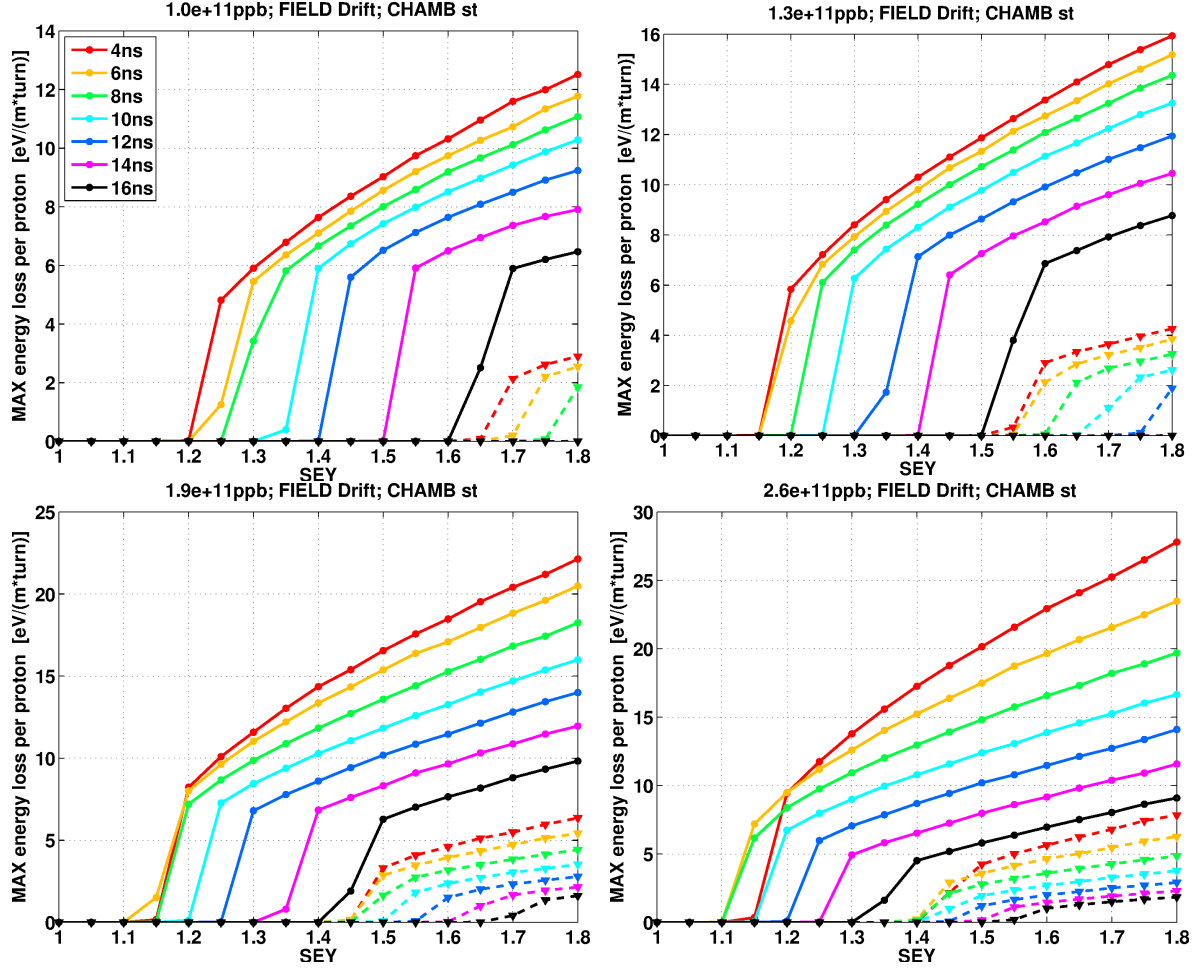 1.0e+11ppb; FIELD Drift; CHAMB st
MAX energy loss per proton [eV/(m*turn)]
14
12
10
8
6
4
2
0
4ns
6ns
8ns
10ns
12ns
14ns
16ns
1 1.1 1.2 1.3 1.4 1.5 1.6 1.7 1.8
SEY
1.3e+11ppb; FIELD Drift; CHAMB st
MAX energy loss per proton [eV/(m*turn)]
16
14
12
10
8
6
4
2
0
1 1.1 1.2 1.3 1.4 1.5 1.6 1.7 1.8
SEY
1.9e+11ppb; FIELD Drift; CHAMB st
MAX energy loss per proton [eV/(m*turn)]
25
20
15
10
5
0
1 1.1 1.2 1.3 1.4 1.5 1.6 1.7 1.8
SEY
2.6e+11ppb; FIELD Drift; CHAMB st
MAX energy loss per proton [eV/(m*turn)]
30
25
20
15
10
5
0
1 1.1 1.2 1.3 1.4 1.5 1.6 1.7 1.8
SEY